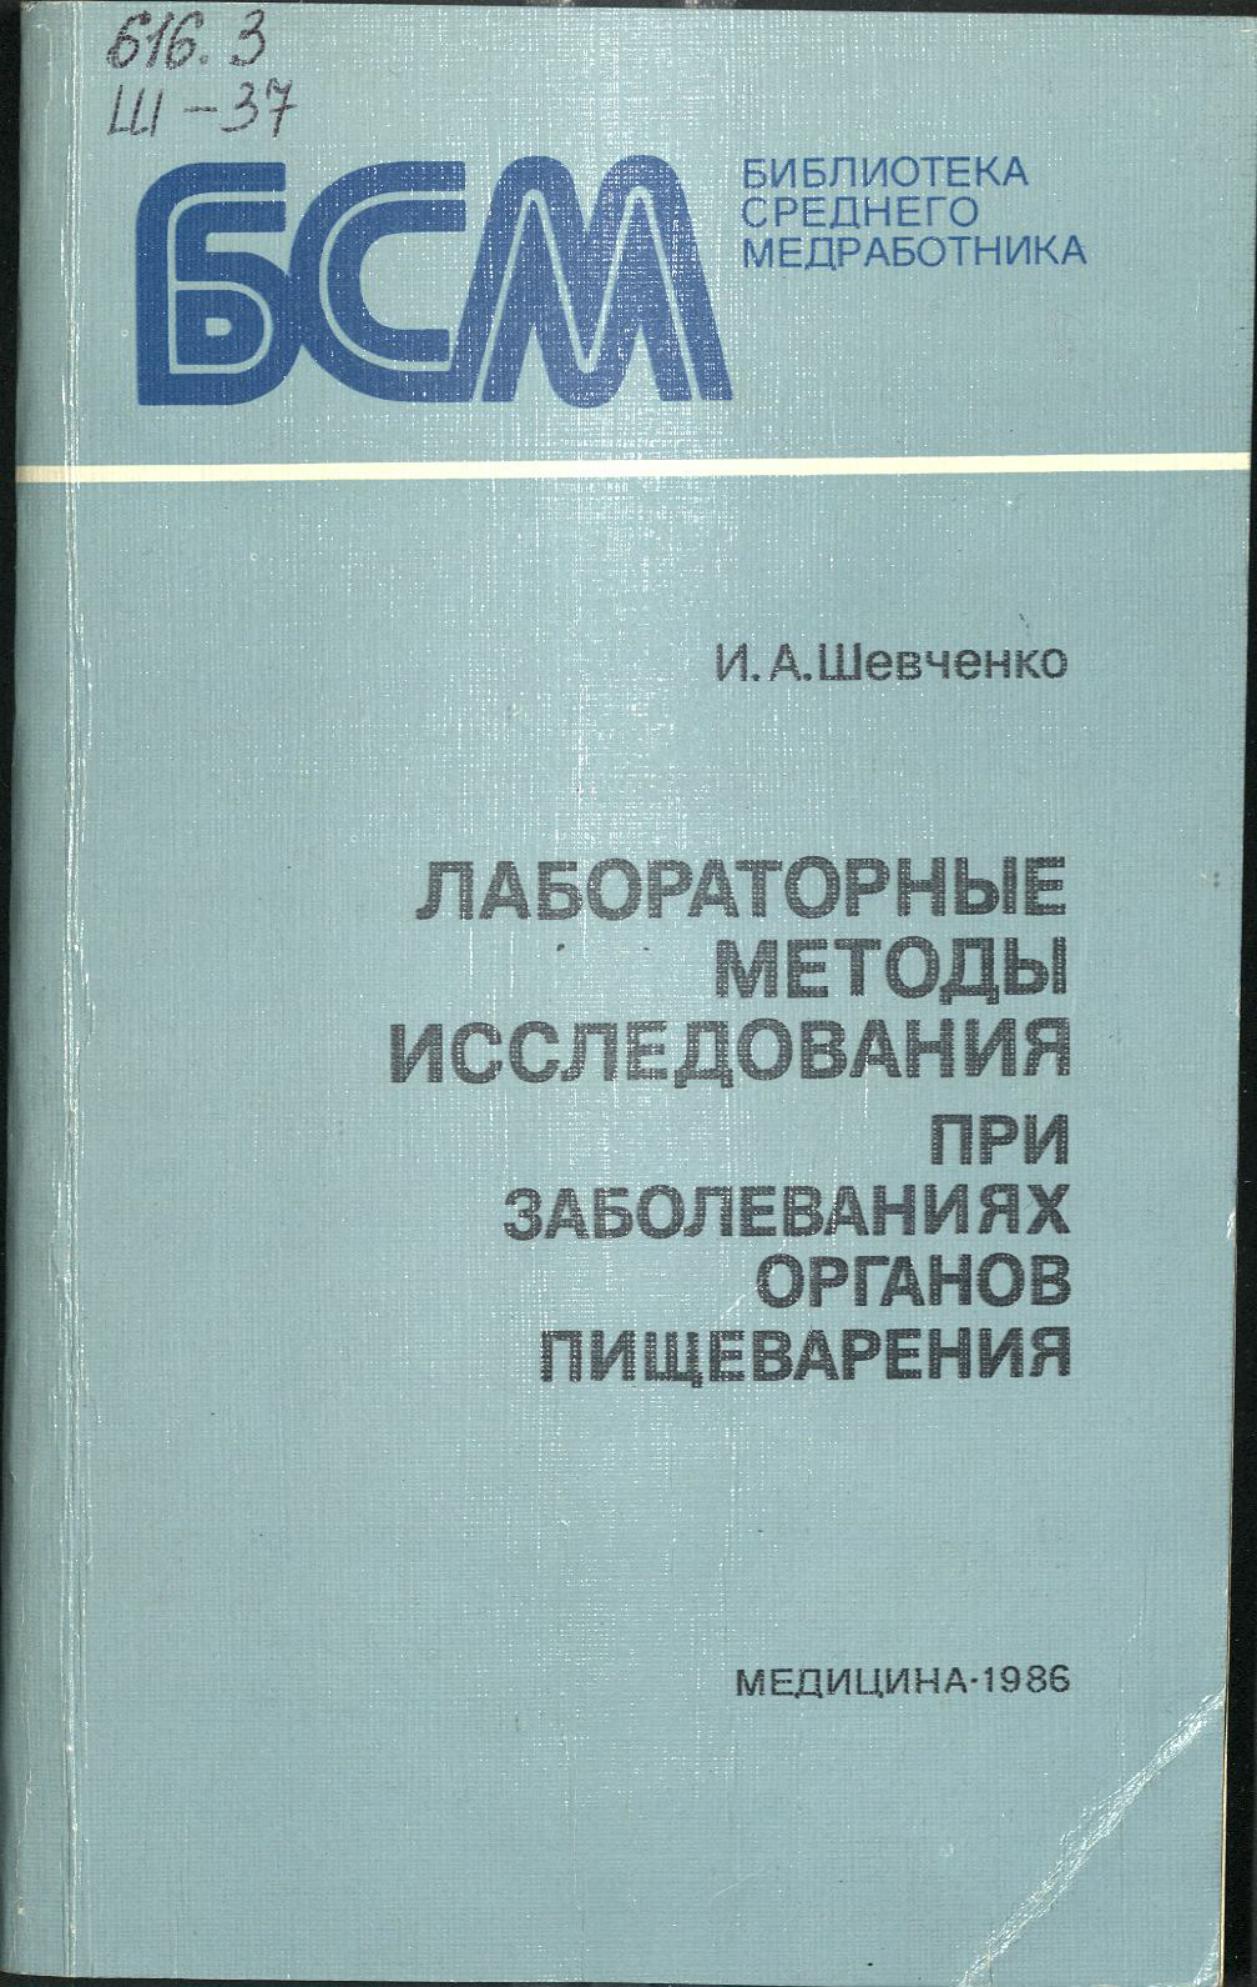 616.3
Ш-37
БСМ
БИБЛИОТЕКА
СРЕДНЕГО
МЕДРАБОТНИКА
И.А.Шевченко
ЛАБОРАТОРНЫЕ
МЕТОДЫ
ИССЛЕДОВАНИЯ
ПРИ
ЗАБОЛЕВАНИЯХ
ОРГАНОВ
ПИЩЕВАРЕНИЯ
МЕДИЦИНА·1986